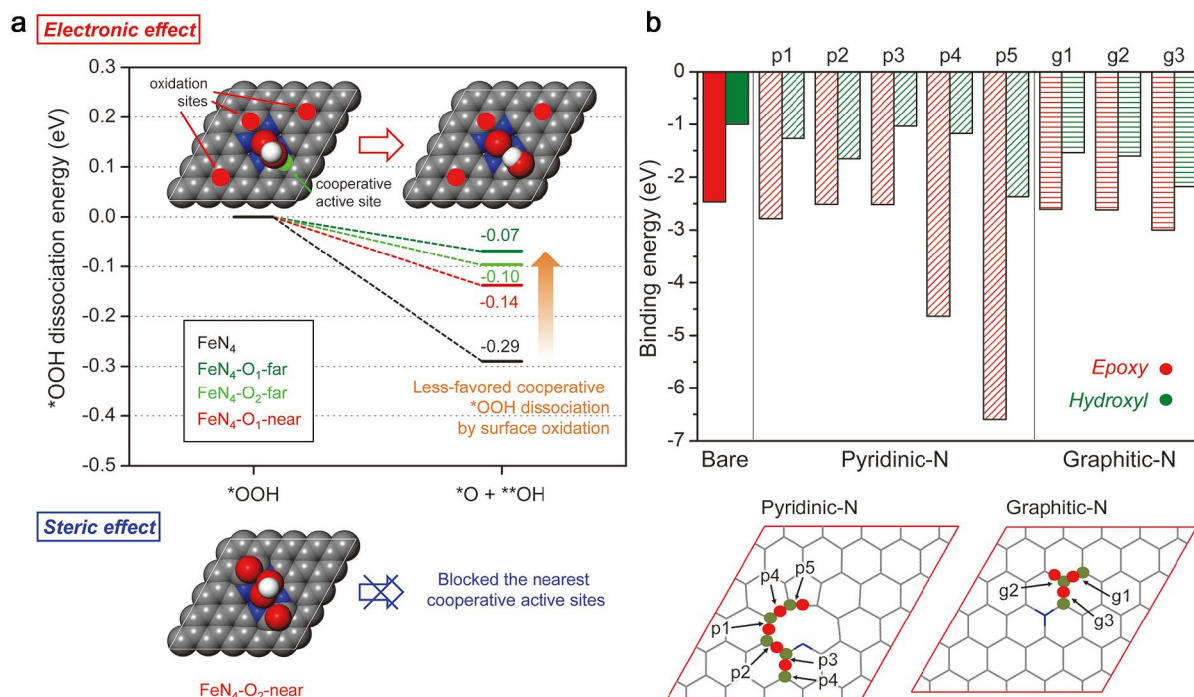 a
Electronic effect
*OOH dissociation energy (eV)
0.3
0.2
0.1
0.0
-0.1
-0.2
-0.3
-0.4
-0.5
oxidation
sites
cooperative
active site
-0.07
-0.10
-0.14
-0.29
FeN4
FeN4-O1-far
FeN4-O2-far
FeN4-O1-near
Less-favored cooperative
*OOH dissociation
by surface oxidation
*OOH
*O + **OH
Steric effect
Blocked the nearest
cooperative active sites
FeN4-O2-near
b
p1 p2 p3 p4 p5 g1 g2 g3
Binding energy (eV)
0
-1
-2
-3
-4
-5
-6
-7
Epoxy
Hydroxyl
Bare Pyridinic-N Graphitic-N
Pyridinic-N
p4
p5
p1
p2
p3
p4
Graphitic-N
g2
g1
g3